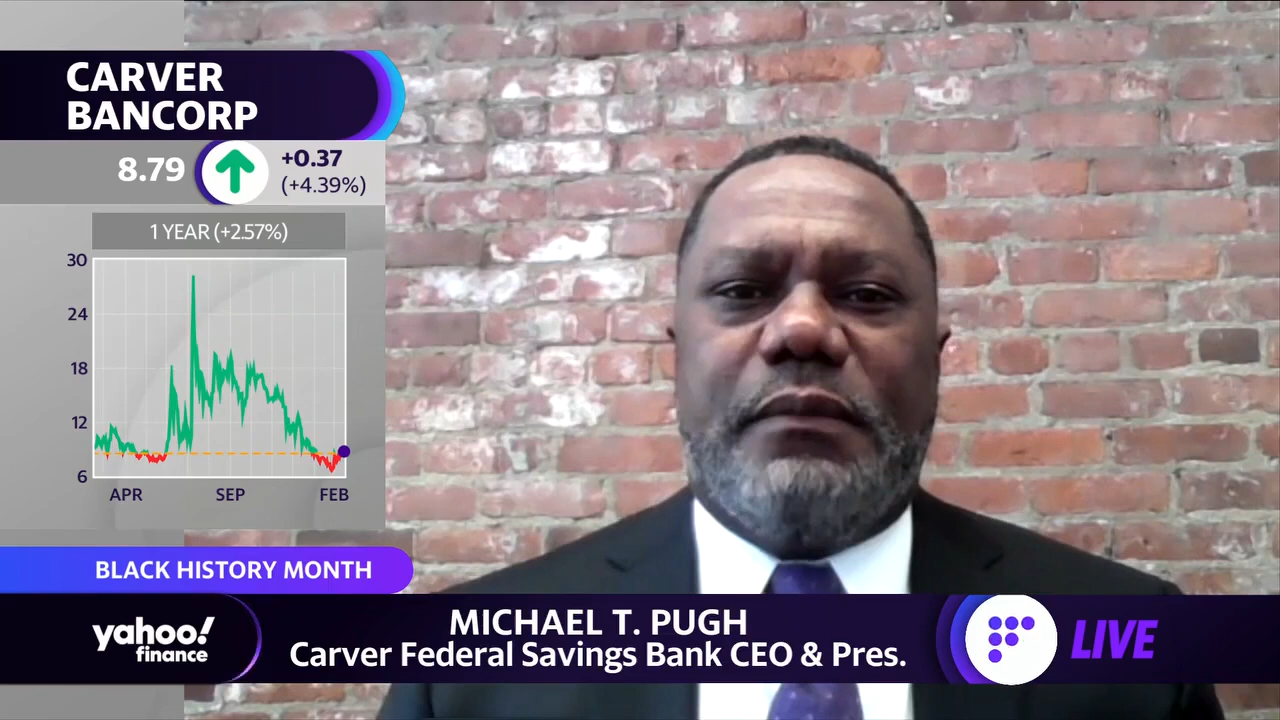 CARVER
BANCORP
8.79
+0.37
(+4.39%)
1 YEAR (+2.57%)
30
24
18
12
6
APR SEP FEB
BLACK HISTORY MONTH
yahoo!
finance
MICHAEL T. PUGH
Carver Federal Savings Bank CEO & Pres.
LIVE